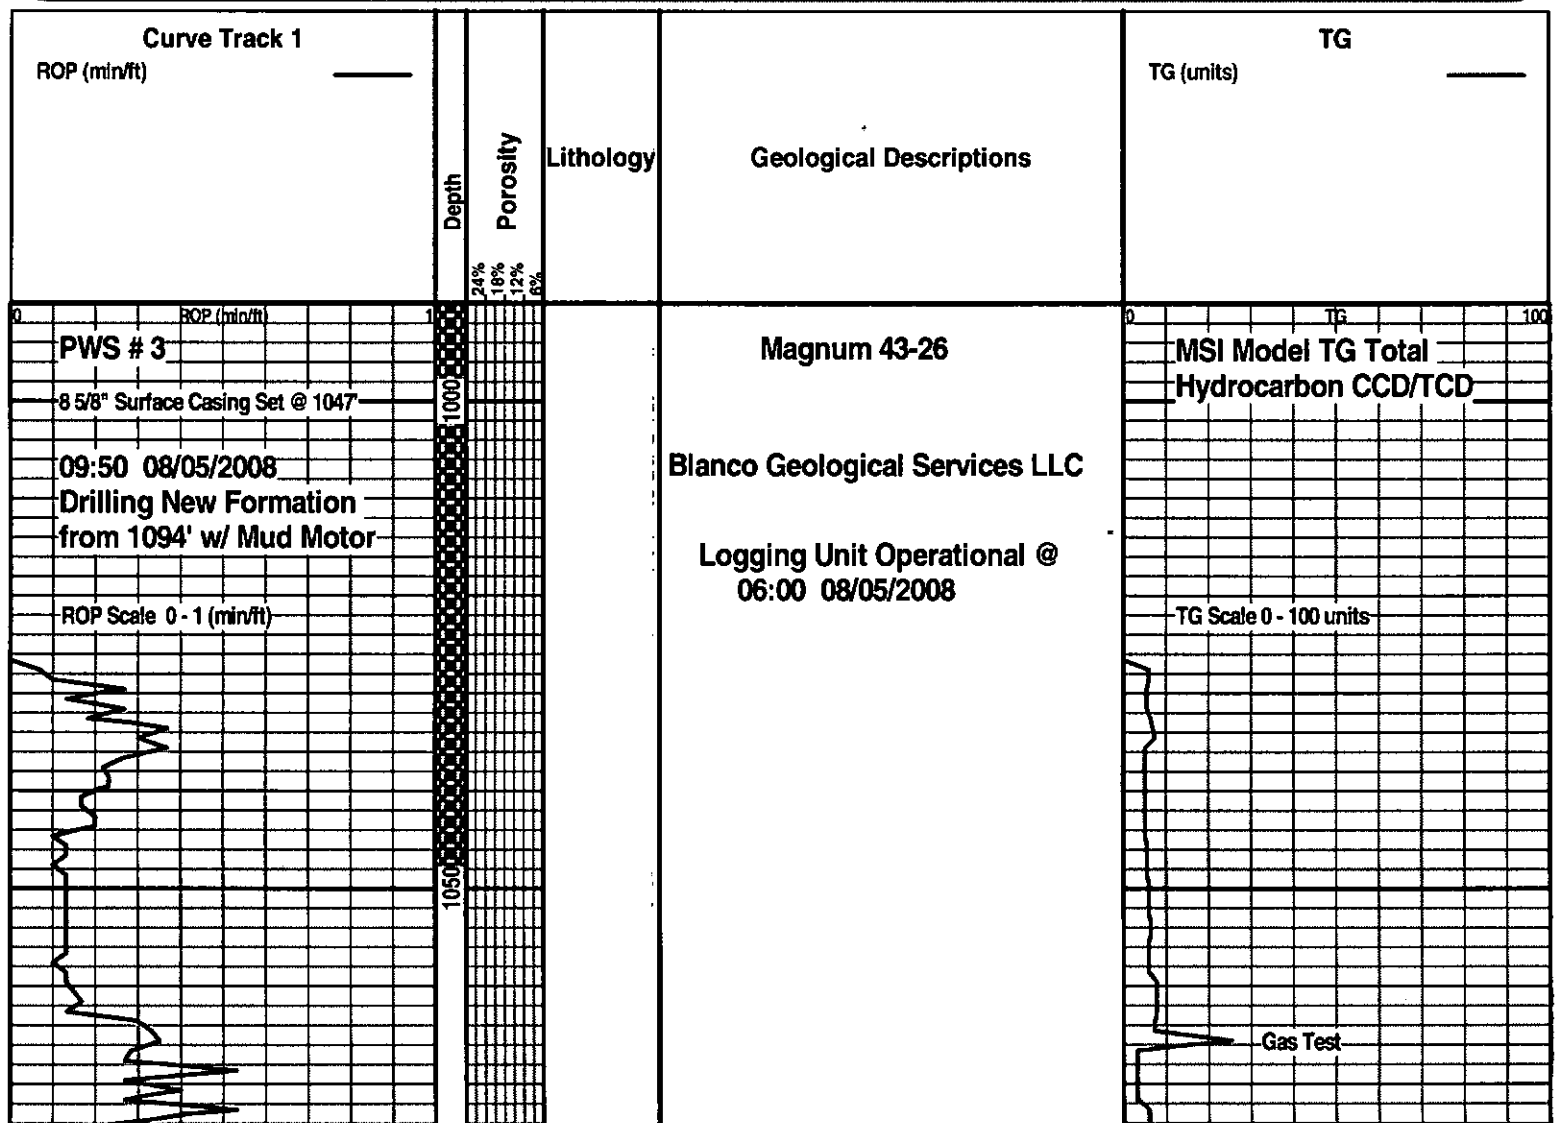 Curve Track 1
ROP (min/ft)
Depth
Porosity
24%
18%
12%
6%
Lithology
Geological Descriptions
TG
TG (units)
0 ROP (min/ft) 1
PWS # 3
8 5/8" Surface Casing Set @ 1047'
09:50 08/05/2008
Drilling New Formation
from 1094' w/ Mud Motor
ROP Scale 0 - 1 (min/ft)
1000
1050
Magnum 43-26
Blanco Geological Services LLC
Logging Unit Operational @
06:00 08/05/2008
0 TG 100
MSI Model TG Total
Hydrocarbon CCD/TCD
TG Scale 0 - 100 units
Gas Test